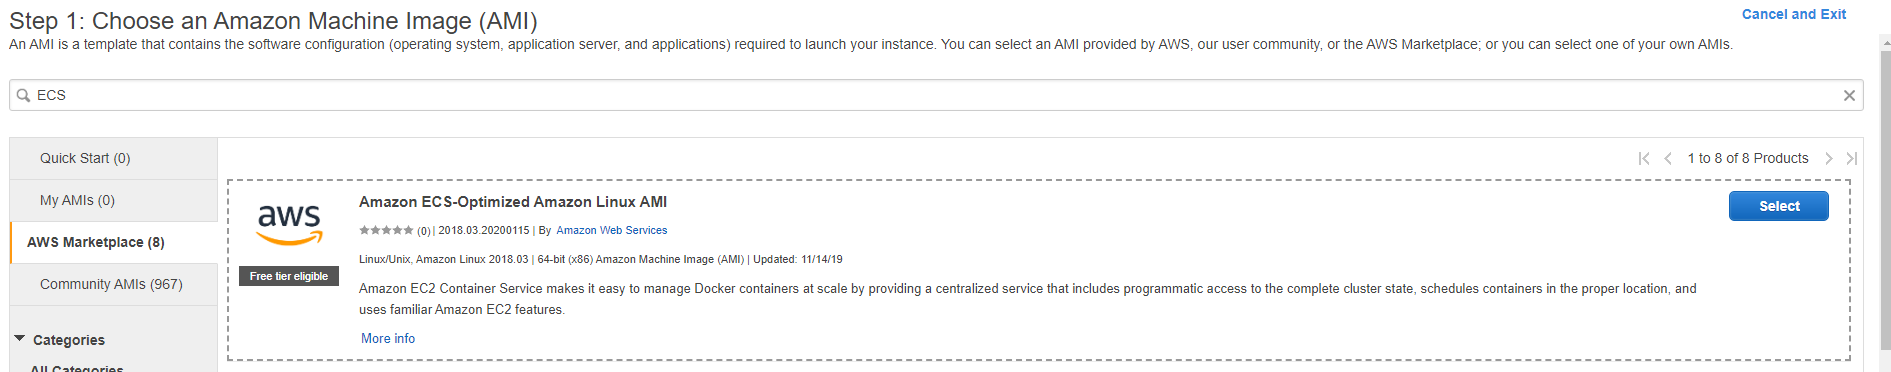 Step 1: Choose an Amazon Machine Image (AMI)
Cancel and Exit
An AMI is a template that contains the software configuration (operating system, application server, and applications) required to launch your instance. You can select an AMI provided by AWS, our user community, or the AWS Marketplace; or you can select one of your own AMIs.
ECS
Quick Start (0)
My AMIs (0)
AWS Marketplace (8)
Community AMIs (967)
Categories
All Categories
1 to 8 of 8 Products
aws
Free tier eligible
Amazon ECS-Optimized Amazon Linux AMI
(0) | 2018.03.20200115 | By Amazon Web Services
Linux/Unix, Amazon Linux 2018.03 | 64-bit (x86) Amazon Machine Image (AMI) | Updated: 11/14/19
Amazon EC2 Container Service makes it easy to manage Docker containers at scale by providing a centralized service that includes programmatic access to the complete cluster state, schedules containers in the proper location, and
uses familiar Amazon EC2 features.
More info
Select